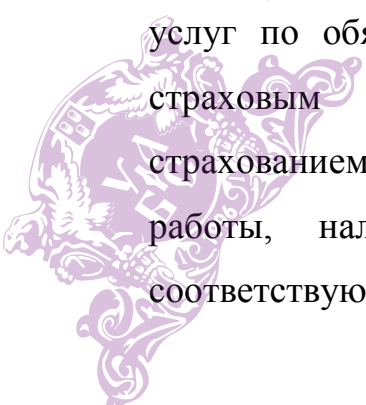 услуг по обя
страховым
страхованием
работы, нал
соответствую